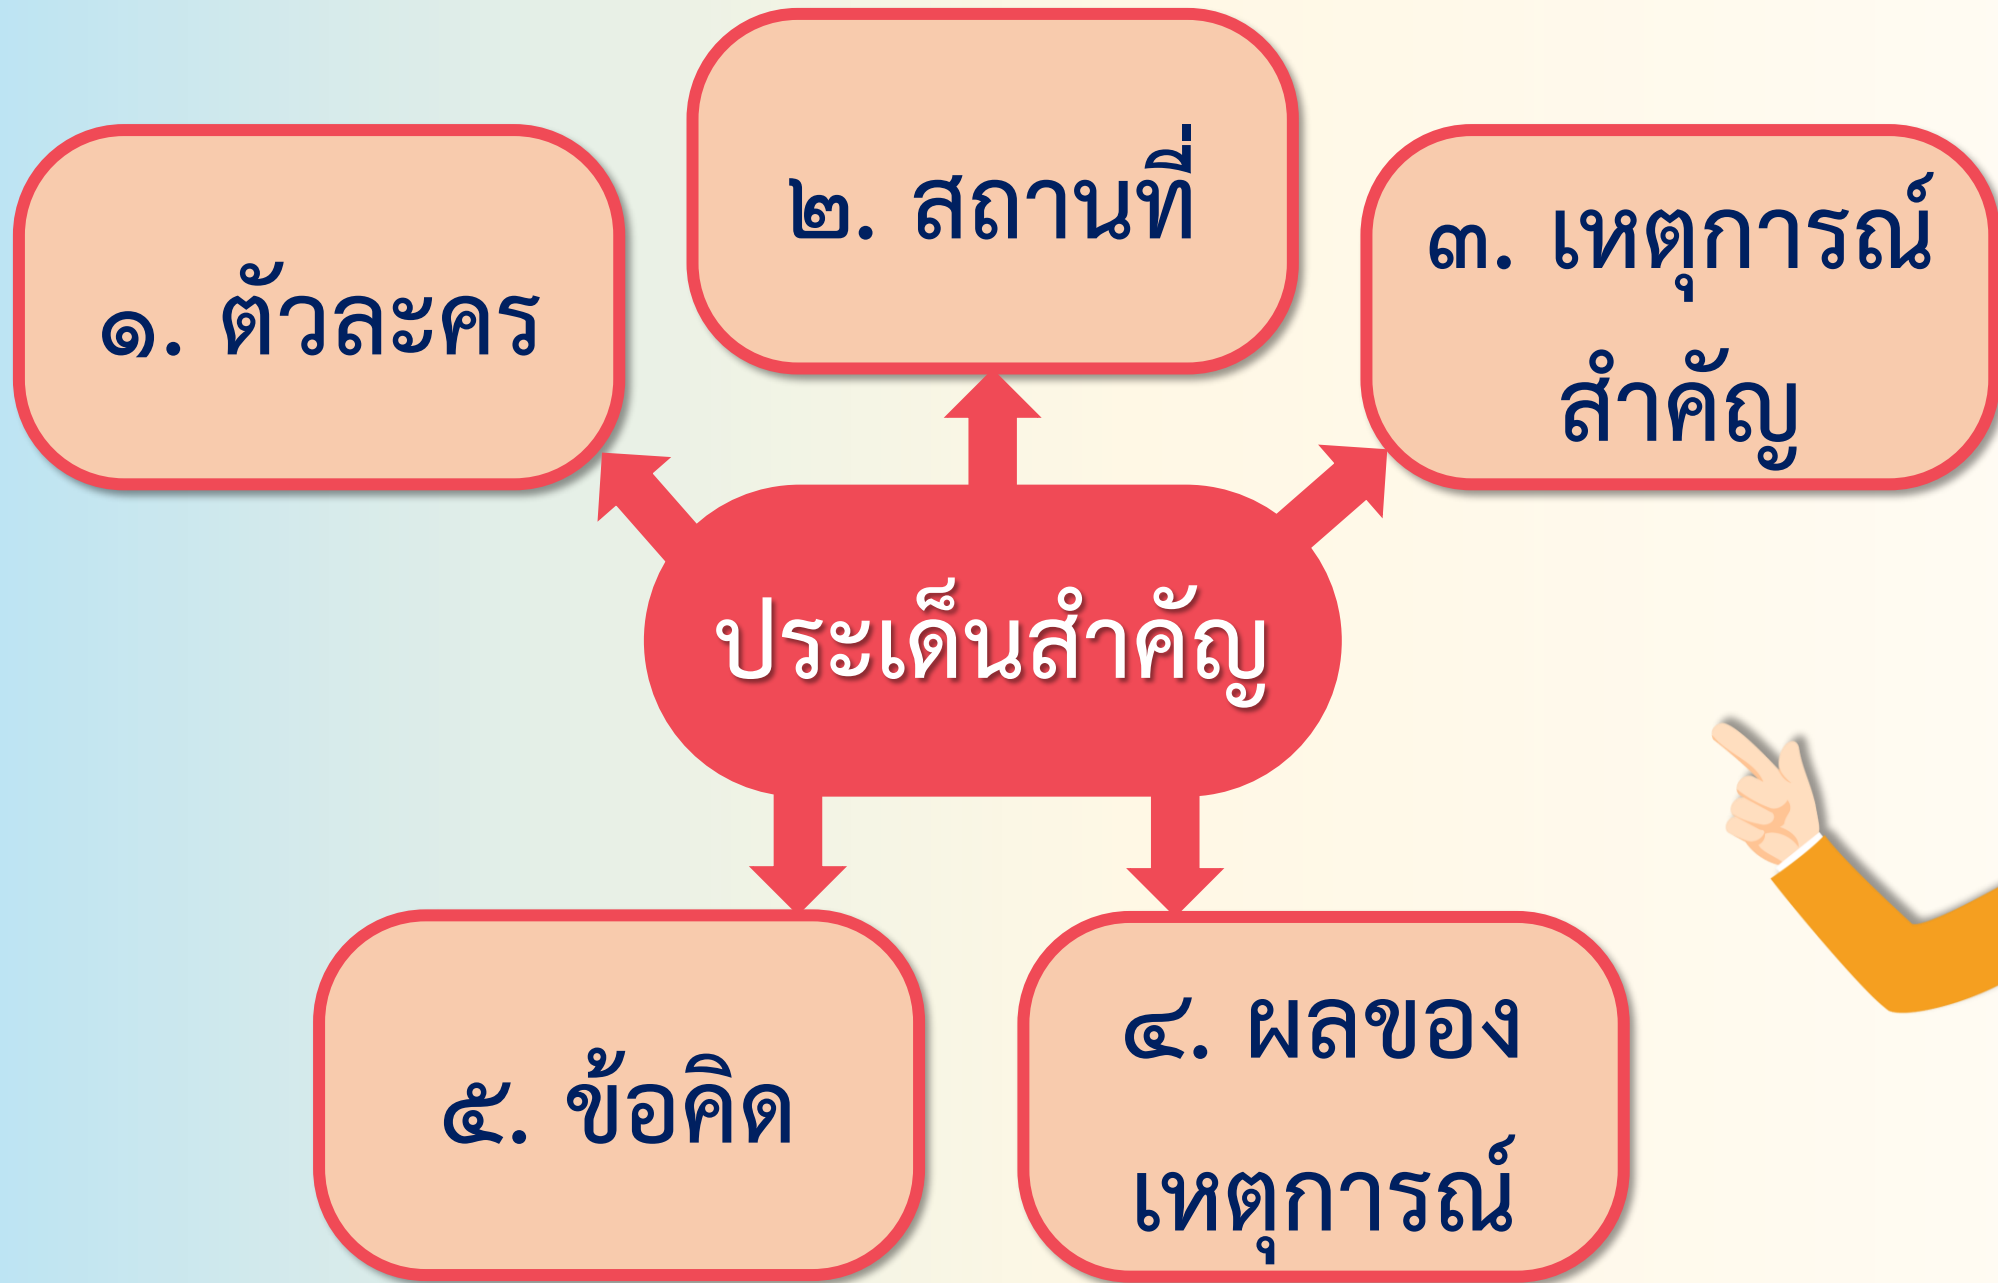 ๑. ตัวละคร
๒. สถานที่
๓. เหตุการณ์
สำคัญ
ประเด็นสำคัญ
๔. ผลของ
เหตุการณ์
๕. ข้อคิด